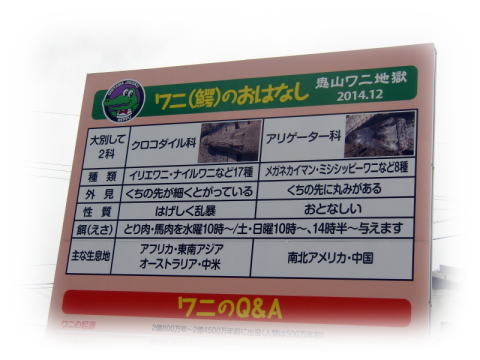 ワニ(鰐)のおはなし 鬼山ワニ地獄
2014.12
大別して
2科
クロコダイル科
アリゲーター科
種類 イリエワニ・ナイルワニなど17種 メガネカイマン・ミシシッピーワニなど8種
外見 くちの先が細くとがっている くちの先に丸みがある
性質 はげしく乱暴 おとなしい
餌(えさ) とり肉・馬肉を水曜10時〜/土・日曜10時〜、14時半〜与えます
主な生息地
アフリカ・東南アジア
オーストラリア・中米
南北アメリカ・中国
ワニのQ&A
ワニの起源